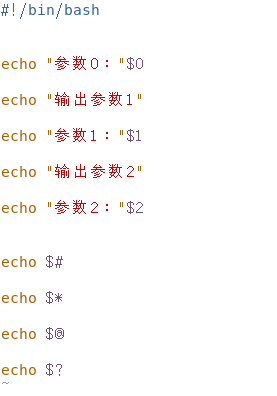 #!/bin/bash
echo "参数0："$0
echo "输出参数1"
echo "参数1："$1
echo "输出参数2"
echo "参数2："$2
echo $#
echo $*
echo $@
echo $?
~